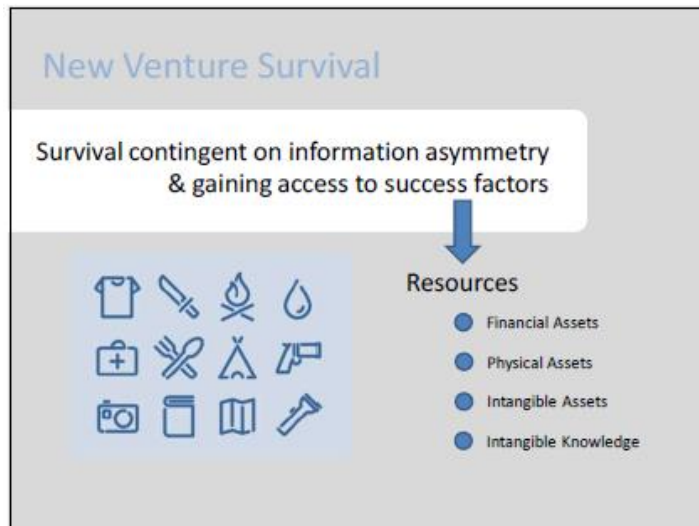 New Venture Survival
Survival contingent on information asymmetry
& gaining access to success factors
Resources
Financial Assets
Physical Assets
Intangible Assets
Intangible Knowledge